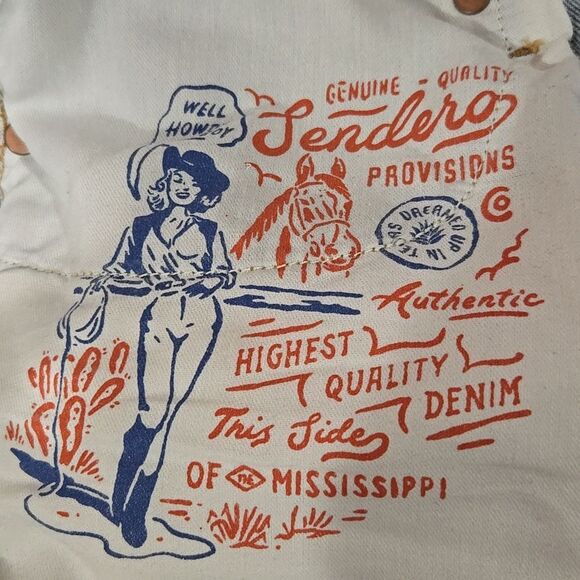 WELL
HOWDY
GENUINE - QUALITY
Sendero
PROVISIONS
CO
DREAMED UP IN TEXAS
Authentic
HIGHEST
QUALITY
DENIM
This Side
OF THE MISSISSIPPI